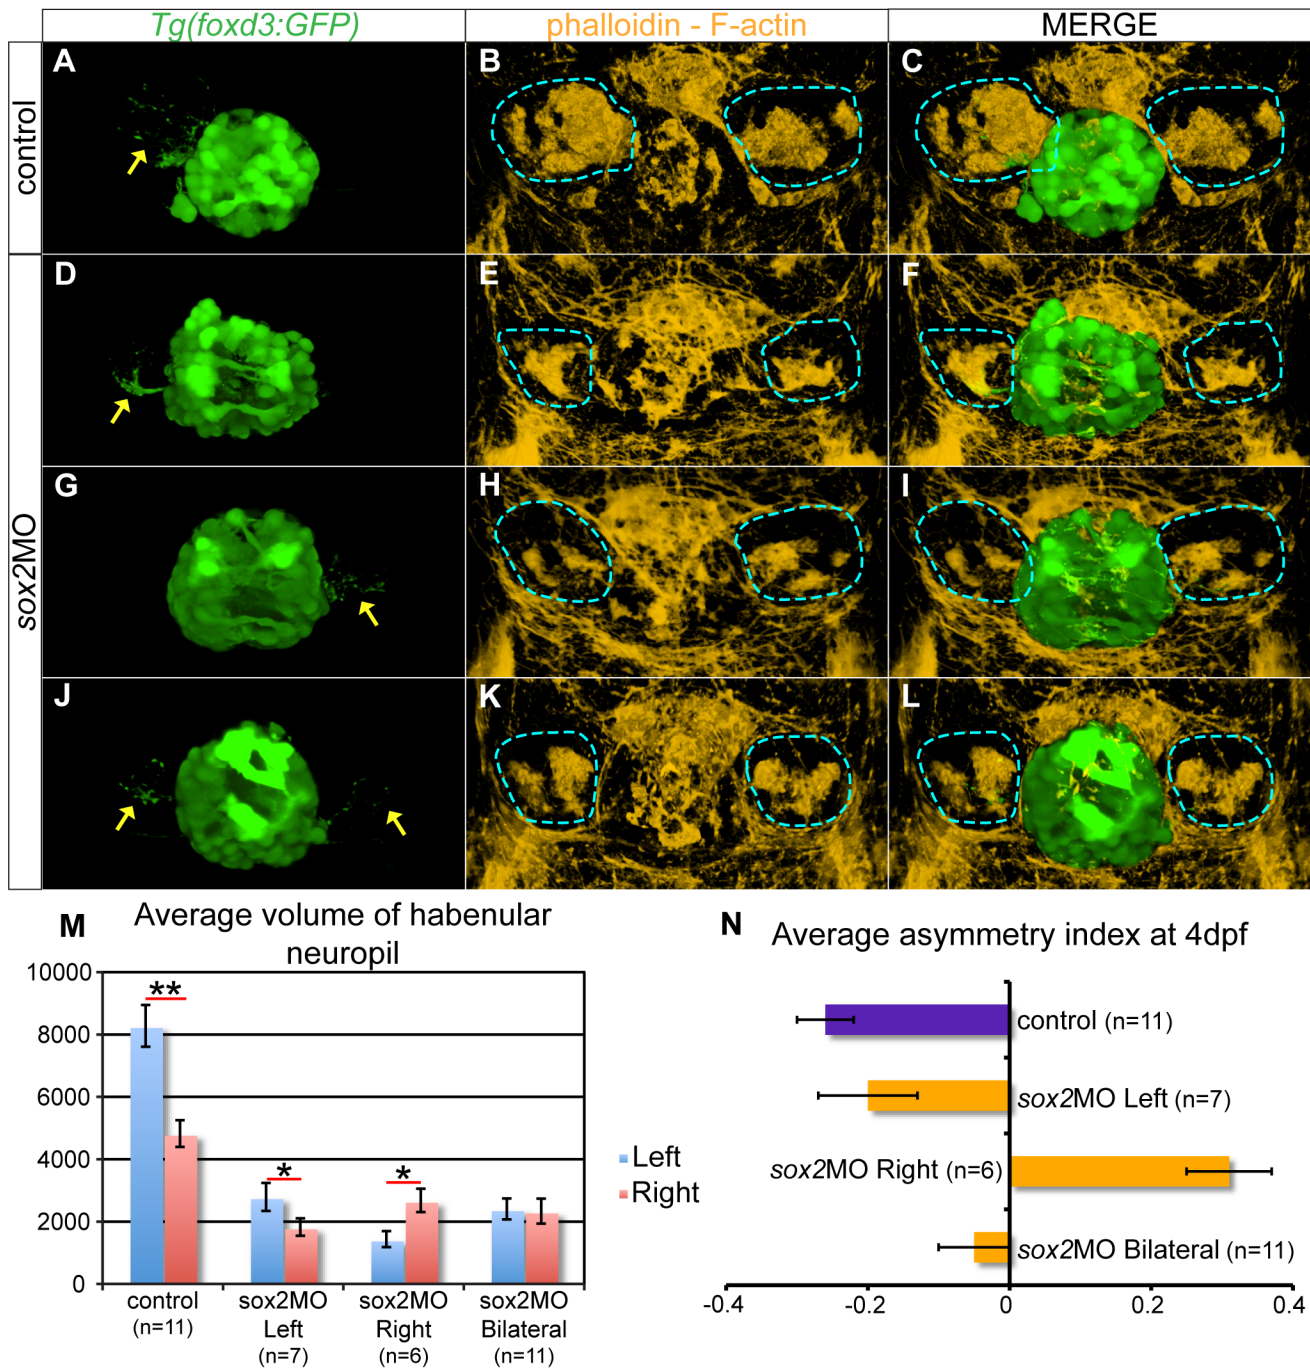 Tg(foxd3:GFP)
phalloidin - F-actin
MERGE
control
A
B
C
sox2MO
D
E
F
G
H
I
J
K
L
M
Average volume of habenular
neuropil
10000
8000
6000
4000
2000
0
**
*
*
control
(n=11)
sox2MO
Left
(n=7)
sox2MO
Right
(n=6)
sox2MO
Bilateral
(n=11)
Left
Right
N
Average asymmetry index at 4dpf
control (n=11)
sox2MO Left (n=7)
sox2MO Right (n=6)
sox2MO Bilateral (n=11)
-0.4
-0.2
0
0.2
0.4